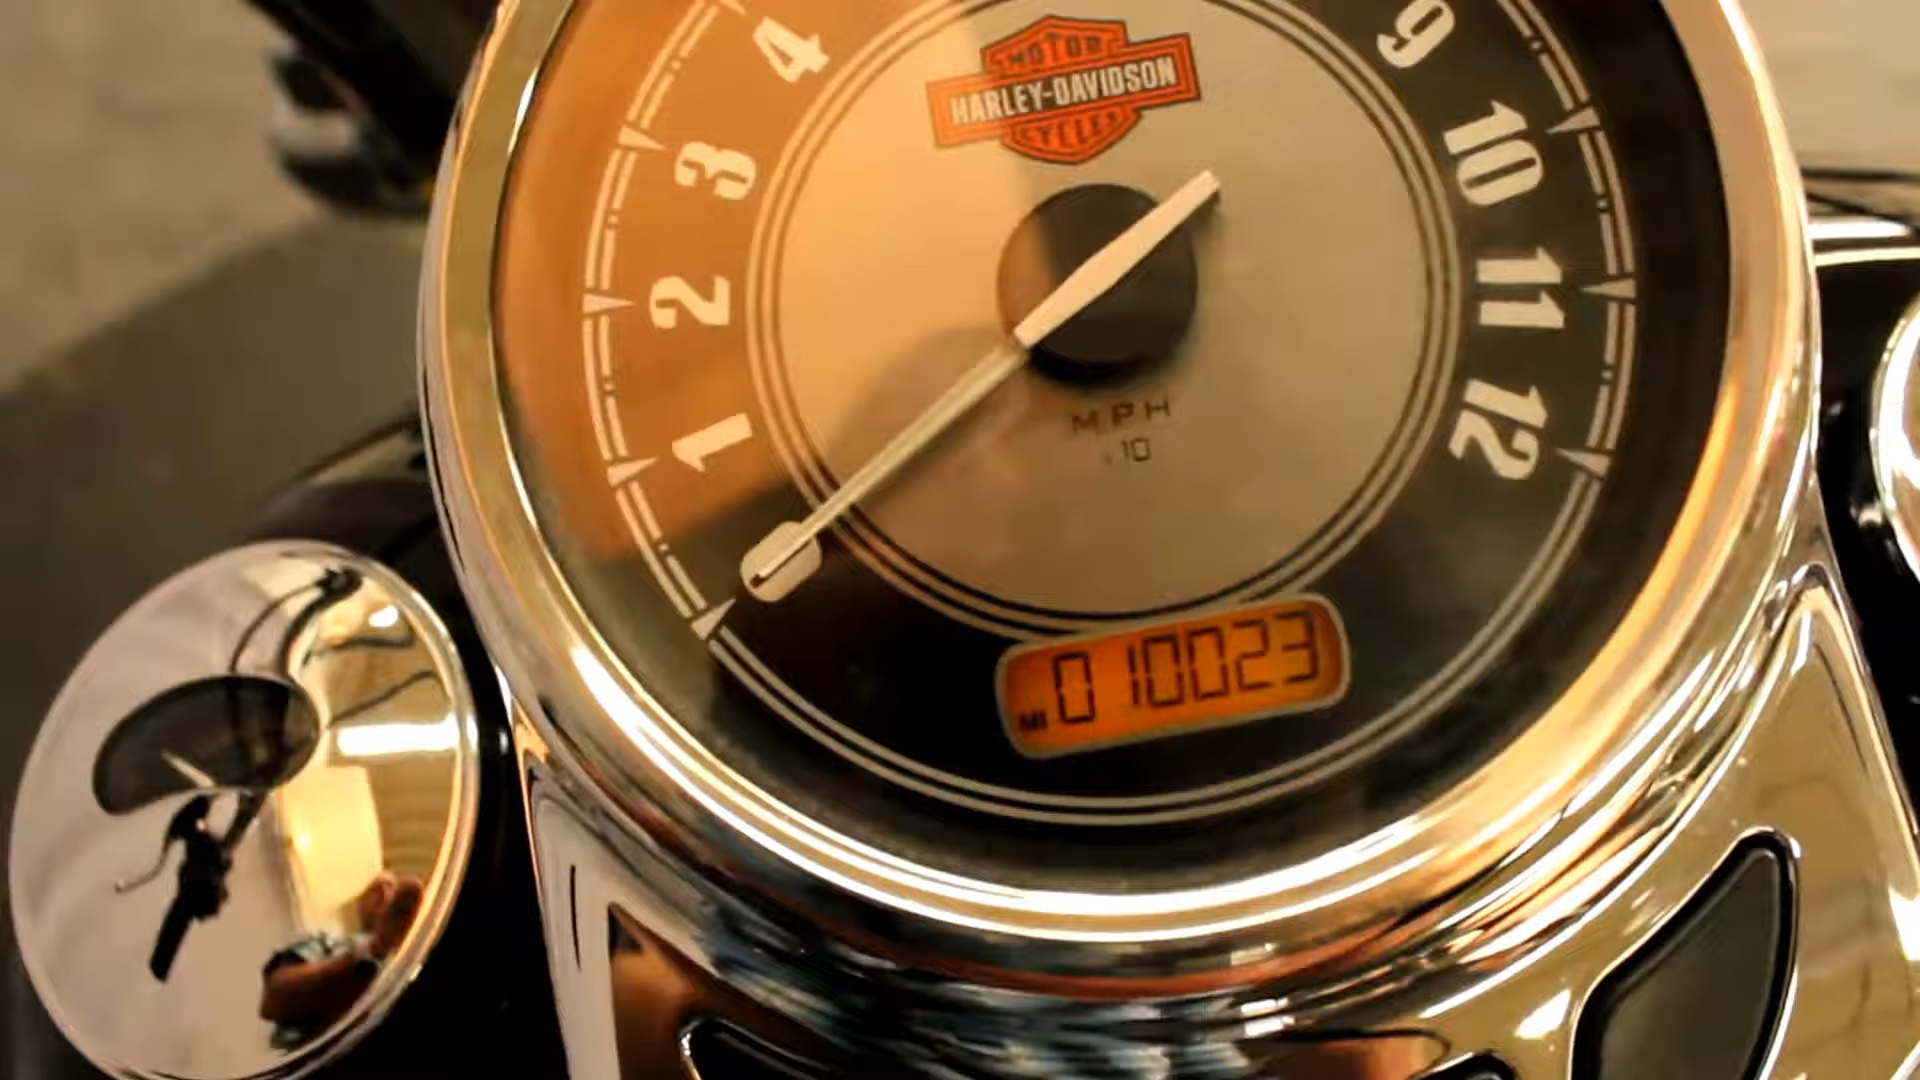 MOTOR
HARLEY-DAVIDSON
CYCLES
4
3
2
1
9
10
11
12
MPH
x10
MI 010023